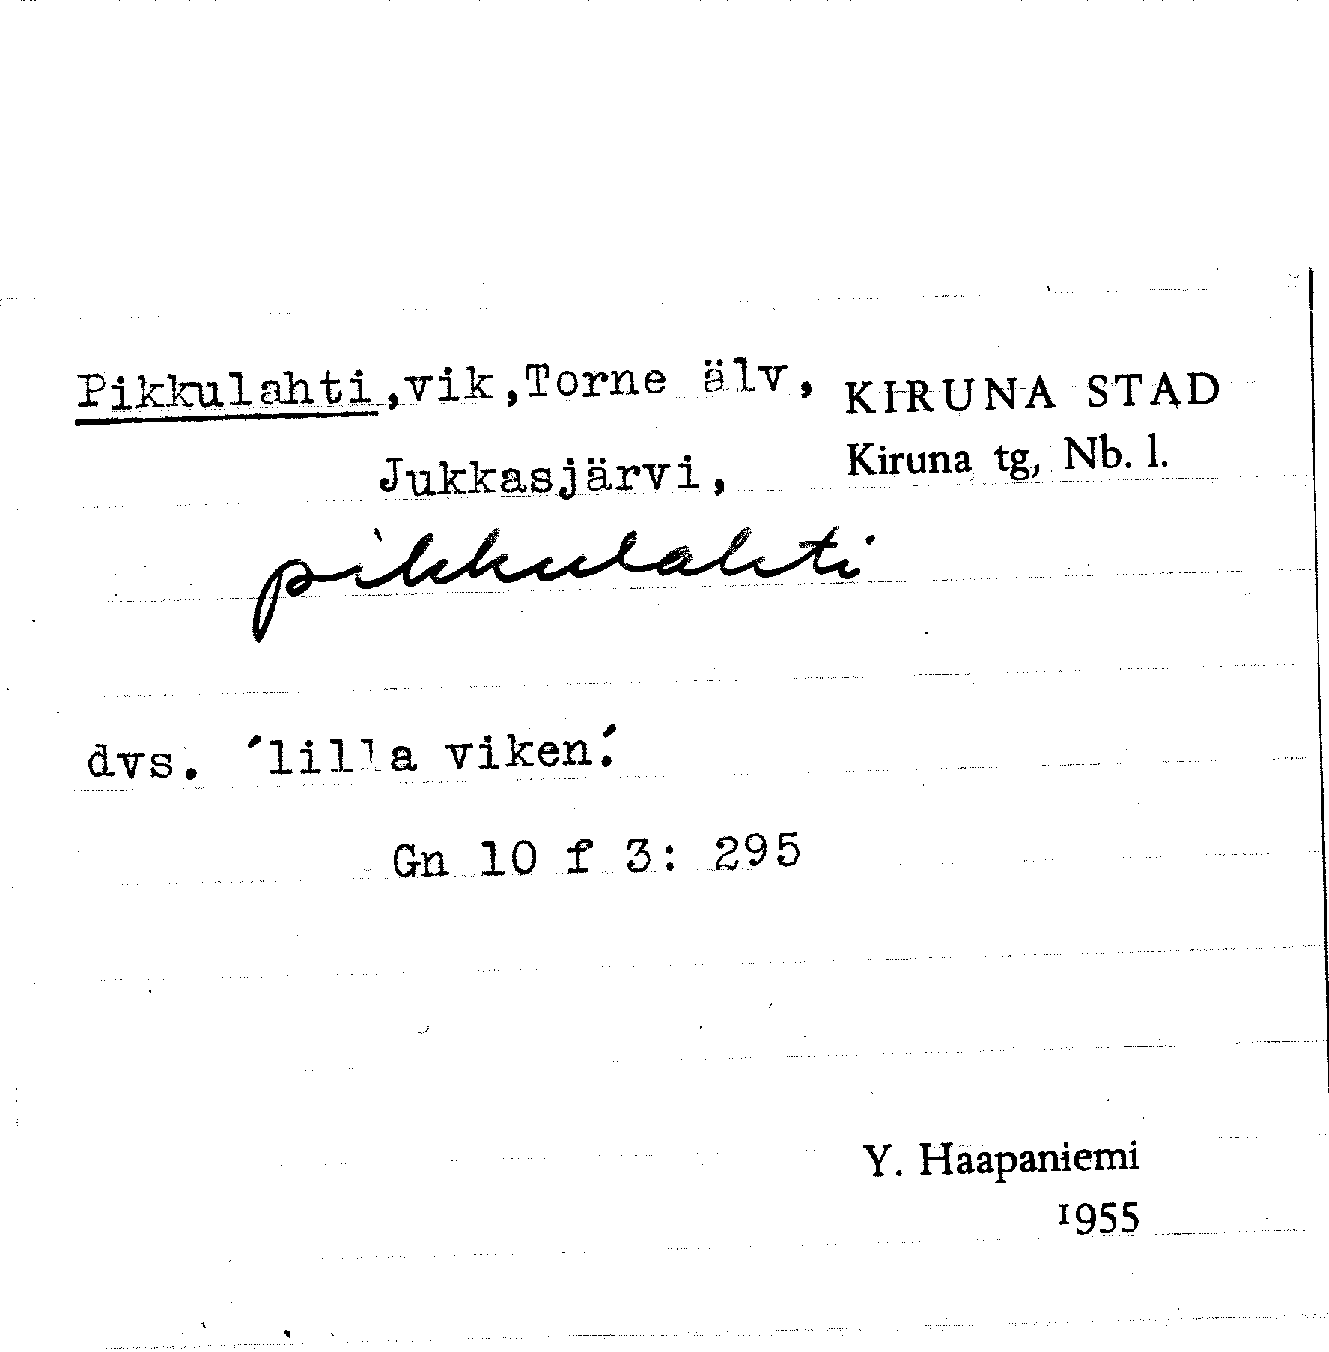 Pikkulahti,vik,Torne älv, KIRUNA STAD
Jukkasjärvi, Kiruna tg, Nb. l.
pikkulahti
dvs. 'lilla viken'.
Gn 10 f 3: 295
Y. Haapaniemi
1955